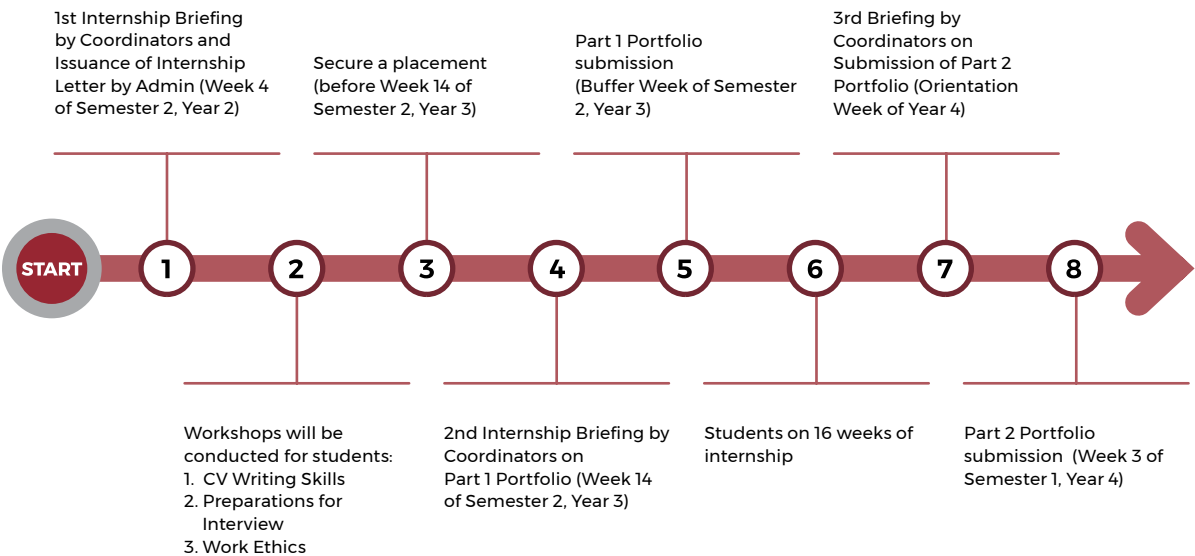 1st Internship Briefing
by Coordinators and
Issuance of Internship
Letter by Admin (Week 4
of Semester 2, Year 2)
Secure a placement
(before Week 14 of
Semester 2, Year 3)
Part 1 Portfolio
submission
(Buffer Week of Semester
2, Year 3)
3rd Briefing by
Coordinators on
Submission of Part 2
Portfolio (Orientation
Week of Year 4)
START
1
2
3
4
5
6
7
8
Workshops will be
conducted for students:
1. CV Writing Skills
2. Preparations for
Interview
3. Work Ethics
2nd Internship Briefing by
Coordinators on
Part 1 Portfolio (Week 14
of Semester 2, Year 3)
Students on 16 weeks of
internship
Part 2 Portfolio
submission (Week 3 of
Semester 1, Year 4)